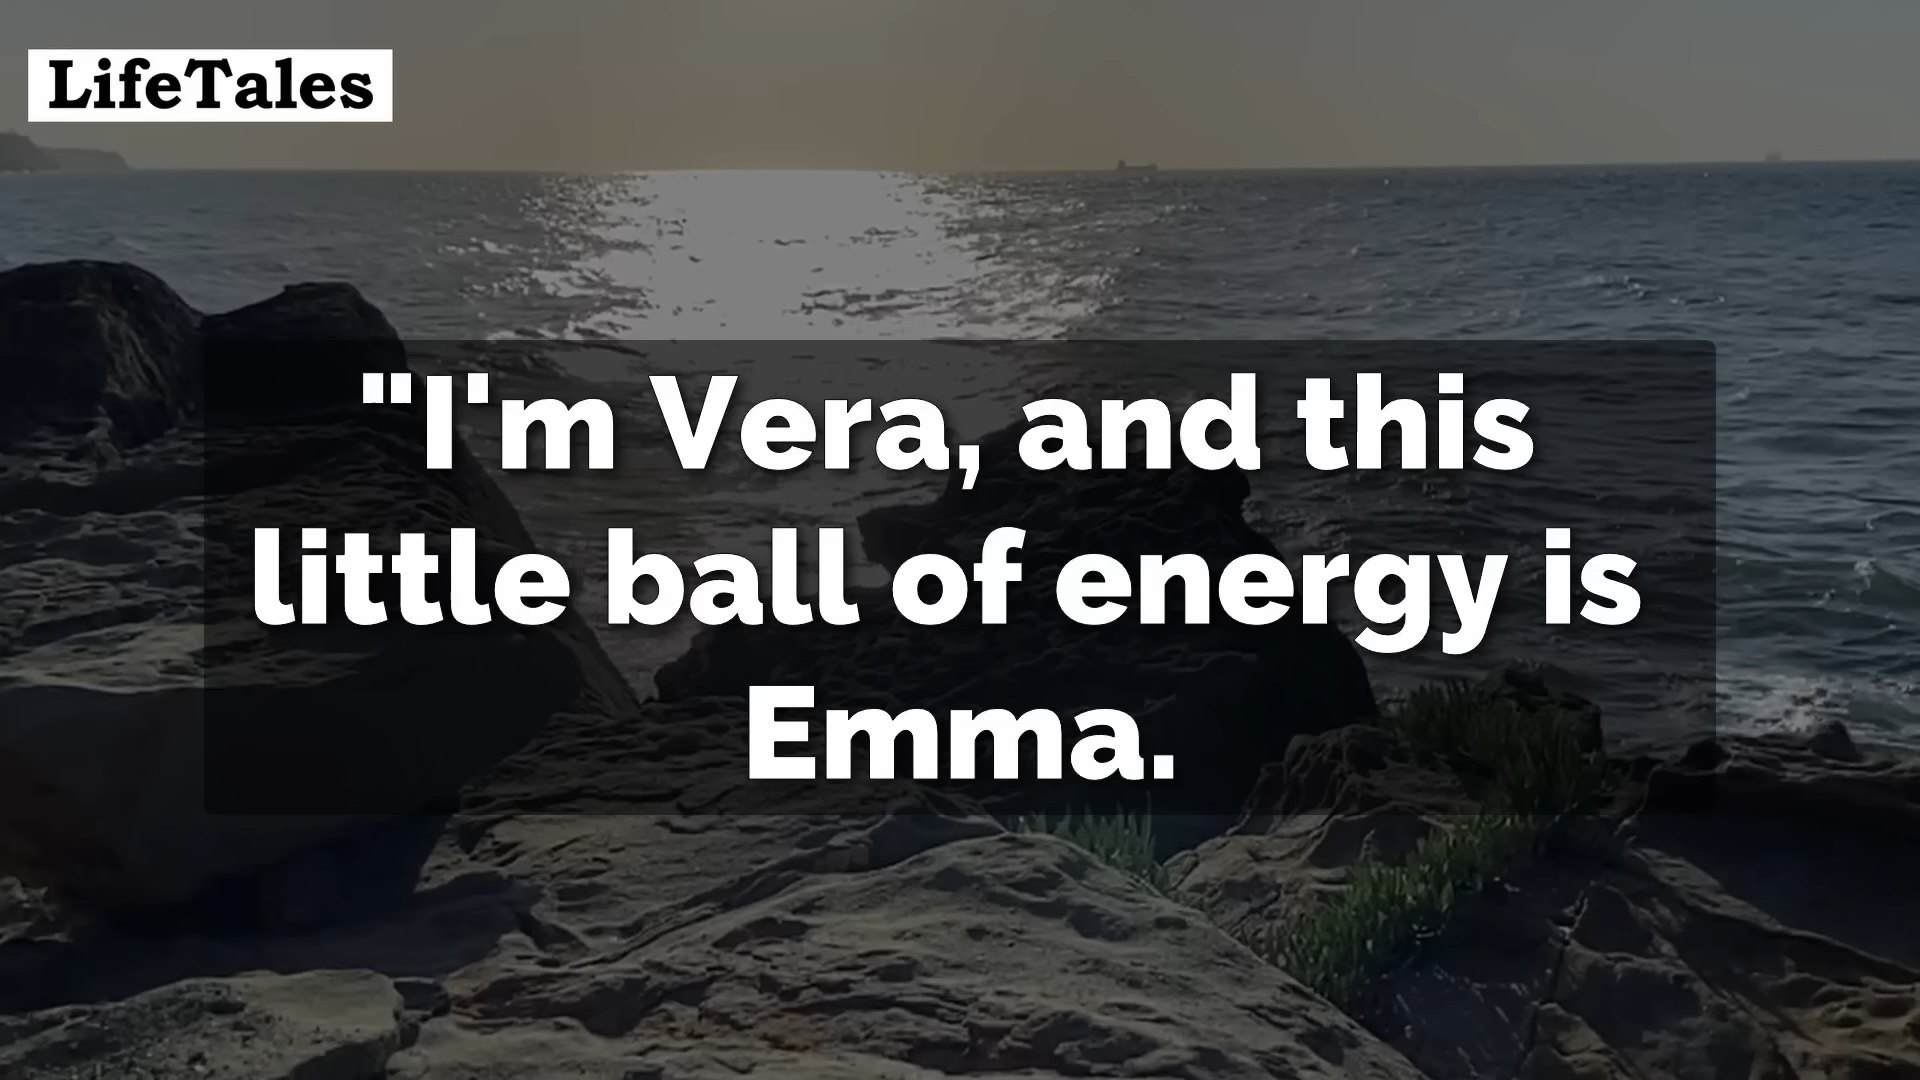 LifeTales
"I'm Vera, and this
little ball of energy is
Emma.